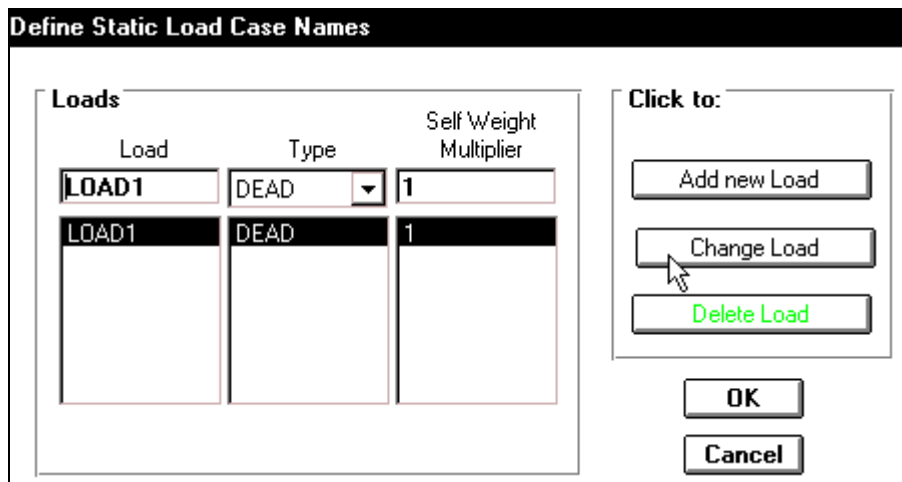 Define Static Load Case Names
Loads
Load Type Self Weight Multiplier
LOAD1 DEAD 1
LOAD1 DEAD 1
Click to:
Add new Load
Change Load
Delete Load
OK
Cancel